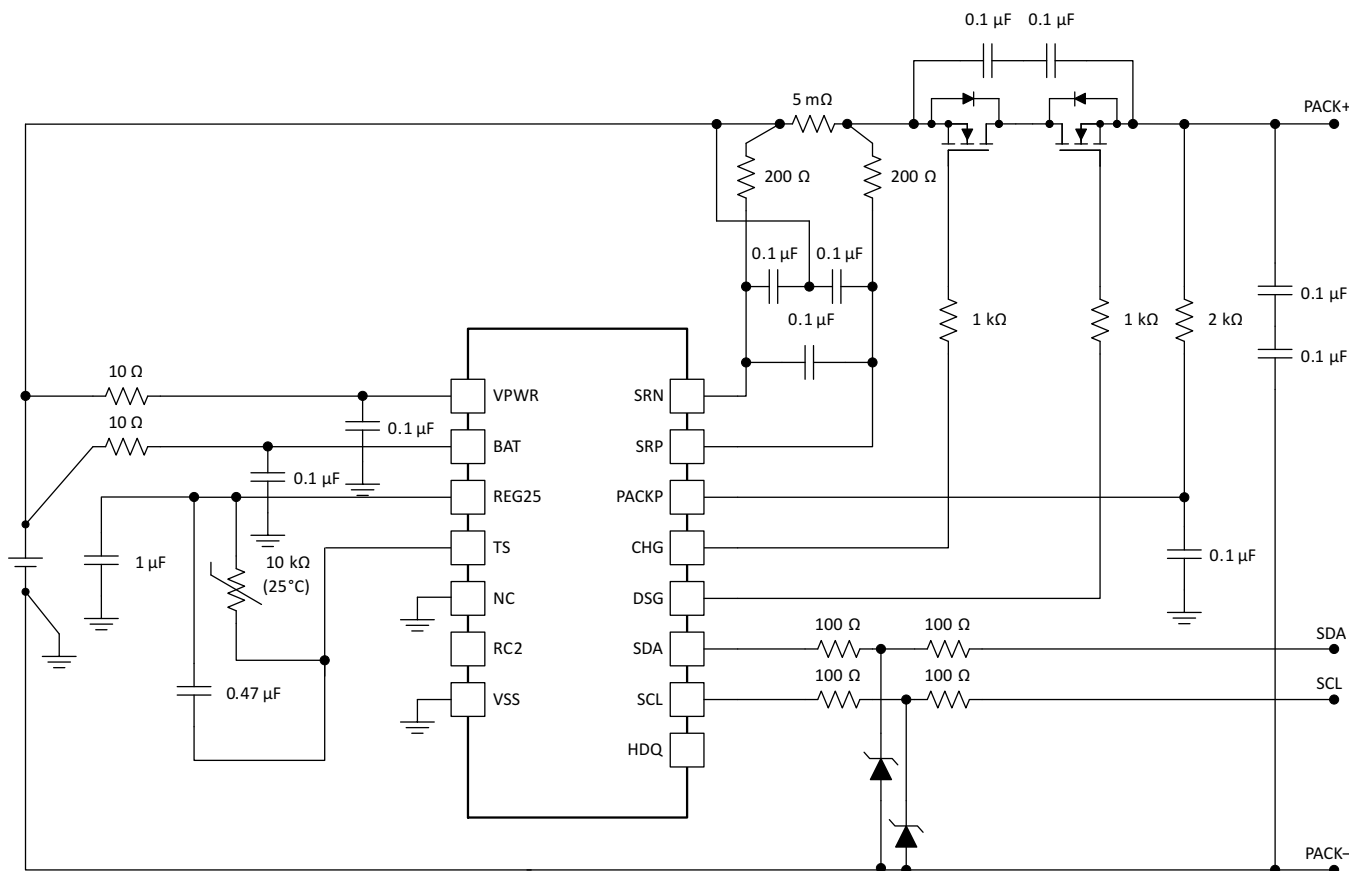 0.1 µF 0.1 µF
5 mΩ
PACK+
200 Ω
200 Ω
0.1 µF 0.1 µF
0.1 µF
0.1 µF
1 kΩ
1 kΩ
2 kΩ
0.1 µF
10 Ω
VPWR
SRN
10 Ω
0.1 µF
BAT
SRP
0.1 µF
REG25
PACKP
TS
CHG
1 µF
10 kΩ
(25°C)
0.1 µF
NC
DSG
100 Ω
100 Ω
SDA
RC2
SDA
100 Ω
100 Ω
SCL
0.47 µF
VSS
SCL
HDQ
PACK–